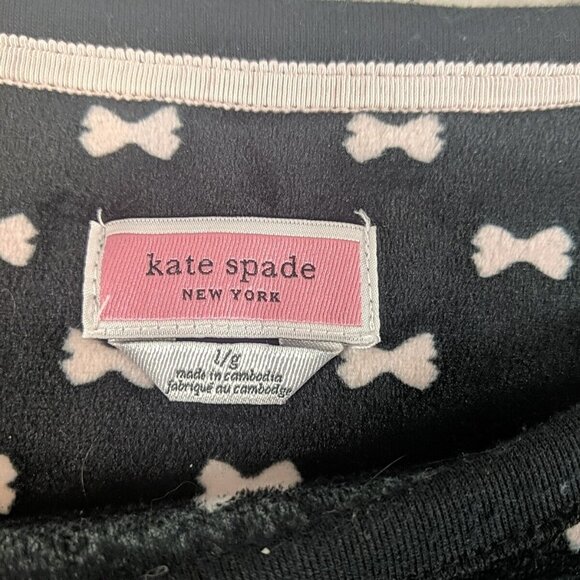 kate spade
NEW YORK
l/g
made in cambodia
fabriqué au cambodge